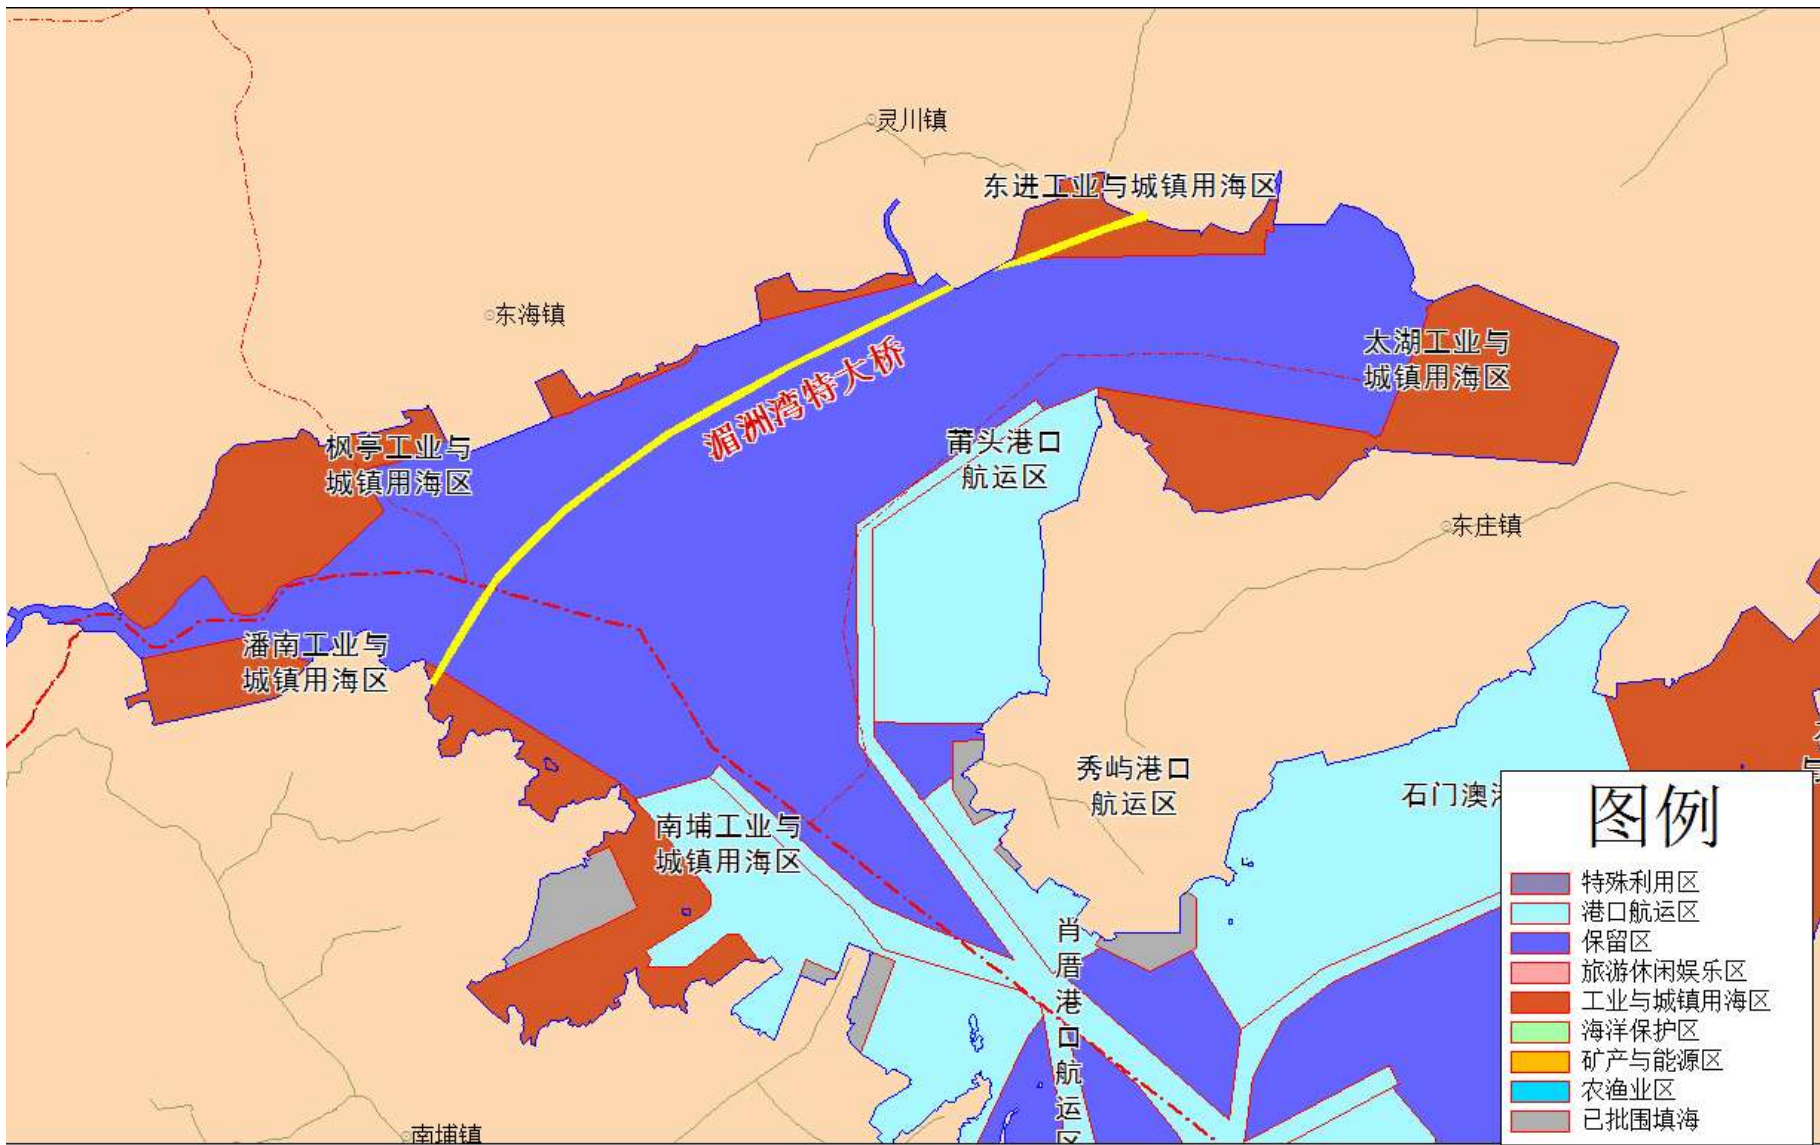 灵川镇
东进工业与城镇用海区
东海镇
太湖工业与
城镇用海区
湄洲湾特大桥
枫亭工业与
城镇用海区
莆头港口
航运区
东庄镇
潘南工业与
城镇用海区
秀屿港口
航运区
石门澳港
南埔工业与
城镇用海区
肖厝港口航运区
南埔镇
图例
特殊利用区
港口航运区
保留区
旅游休闲娱乐区
工业与城镇用海区
海洋保护区
矿产与能源区
农渔业区
已批围填海